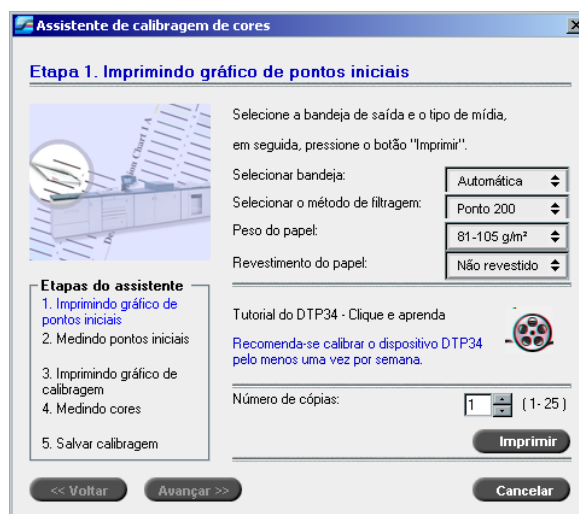 Assistente de calibragem de cores
Etapa 1. Imprimindo gráfico de pontos iniciais
Selecione a bandeja de saída e o tipo de mídia,
em seguida, pressione o botão "Imprimir".
Selecionar bandeja:
Automática
Selecionar o método de filtragem:
Ponto 200
Peso do papel:
81-105 g/m²
Revestimento do papel:
Não revestido
Etapas do assistente
1. Imprimindo gráfico de
pontos iniciais
2. Medindo pontos iniciais
3. Imprimindo gráfico de
calibragem
4. Medindo cores
5. Salvar calibragem
Tutorial do DTP34 - Clique e aprenda
Recomenda-se calibrar o dispositivo DTP34
pelo menos uma vez por semana.
Número de cópias:
1
(1-25)
Imprimir
<< Voltar
Avançar >>
Cancelar